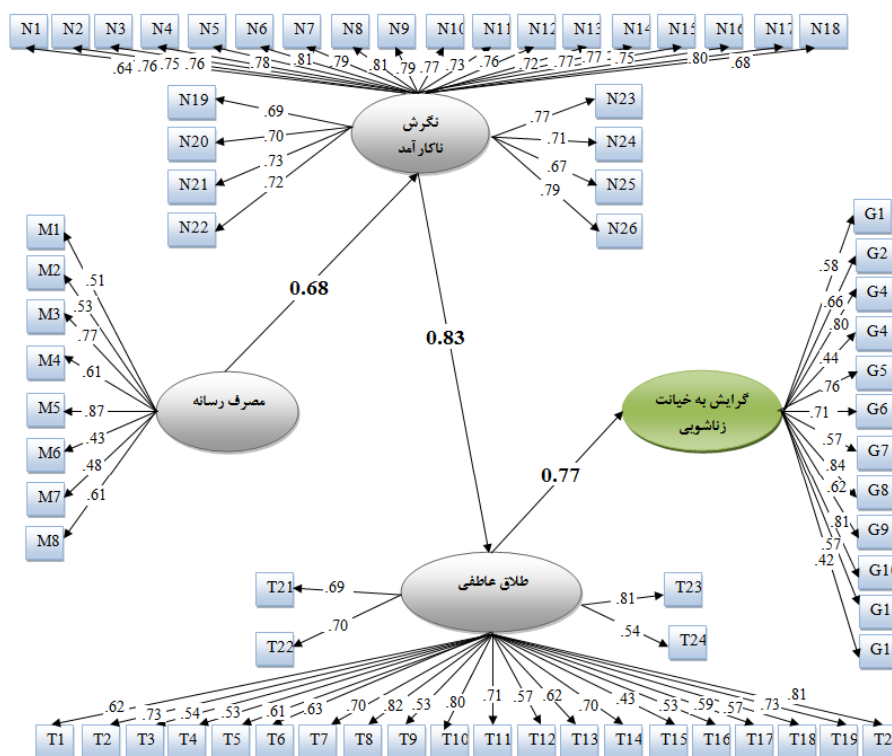 N1 N2 N3 N4 N5 N6 N7 N8 N9 N10 N11 N12 N13 N14 N15 N16 N17 N18
.64 .76 .75 .76 .78 .81 .79 .81 .79 .77 .73 .76 .72 .77 .77 .75 .80 .68
N19 .69
N20 .70
N21 .73
N22 .72
نگرش
ناکارآمد
.77 N23
.71 N24
.67 N25
.79 N26
M1 .51
M2 .53
M3 .77
M4 .61
M5 .87
M6 .43
M7 .48
M8 .61
0.68
مصرف رسانه
0.83
گرایش به خیانت
زناشویی
0.77
.58 G1
.66 G2
.80 G4
.44 G4
.76 G5
.71 G6
.57 G7
.84 G8
.62 G9
.81 G10
.57 G1
.42 G1
طلاق عاطفی
T21 .69
T22 .70
.81 T23
.54 T24
.62 .73 .54 .53 .61 .63 .70 .82 .53 .80 .71 .57 .62 .70 .43 .53 .59 .57 .73 .81
T1 T2 T3 T4 T5 T6 T7 T8 T9 T10 T11 T12 T13 T14 T15 T16 T17 T18 T19 T2